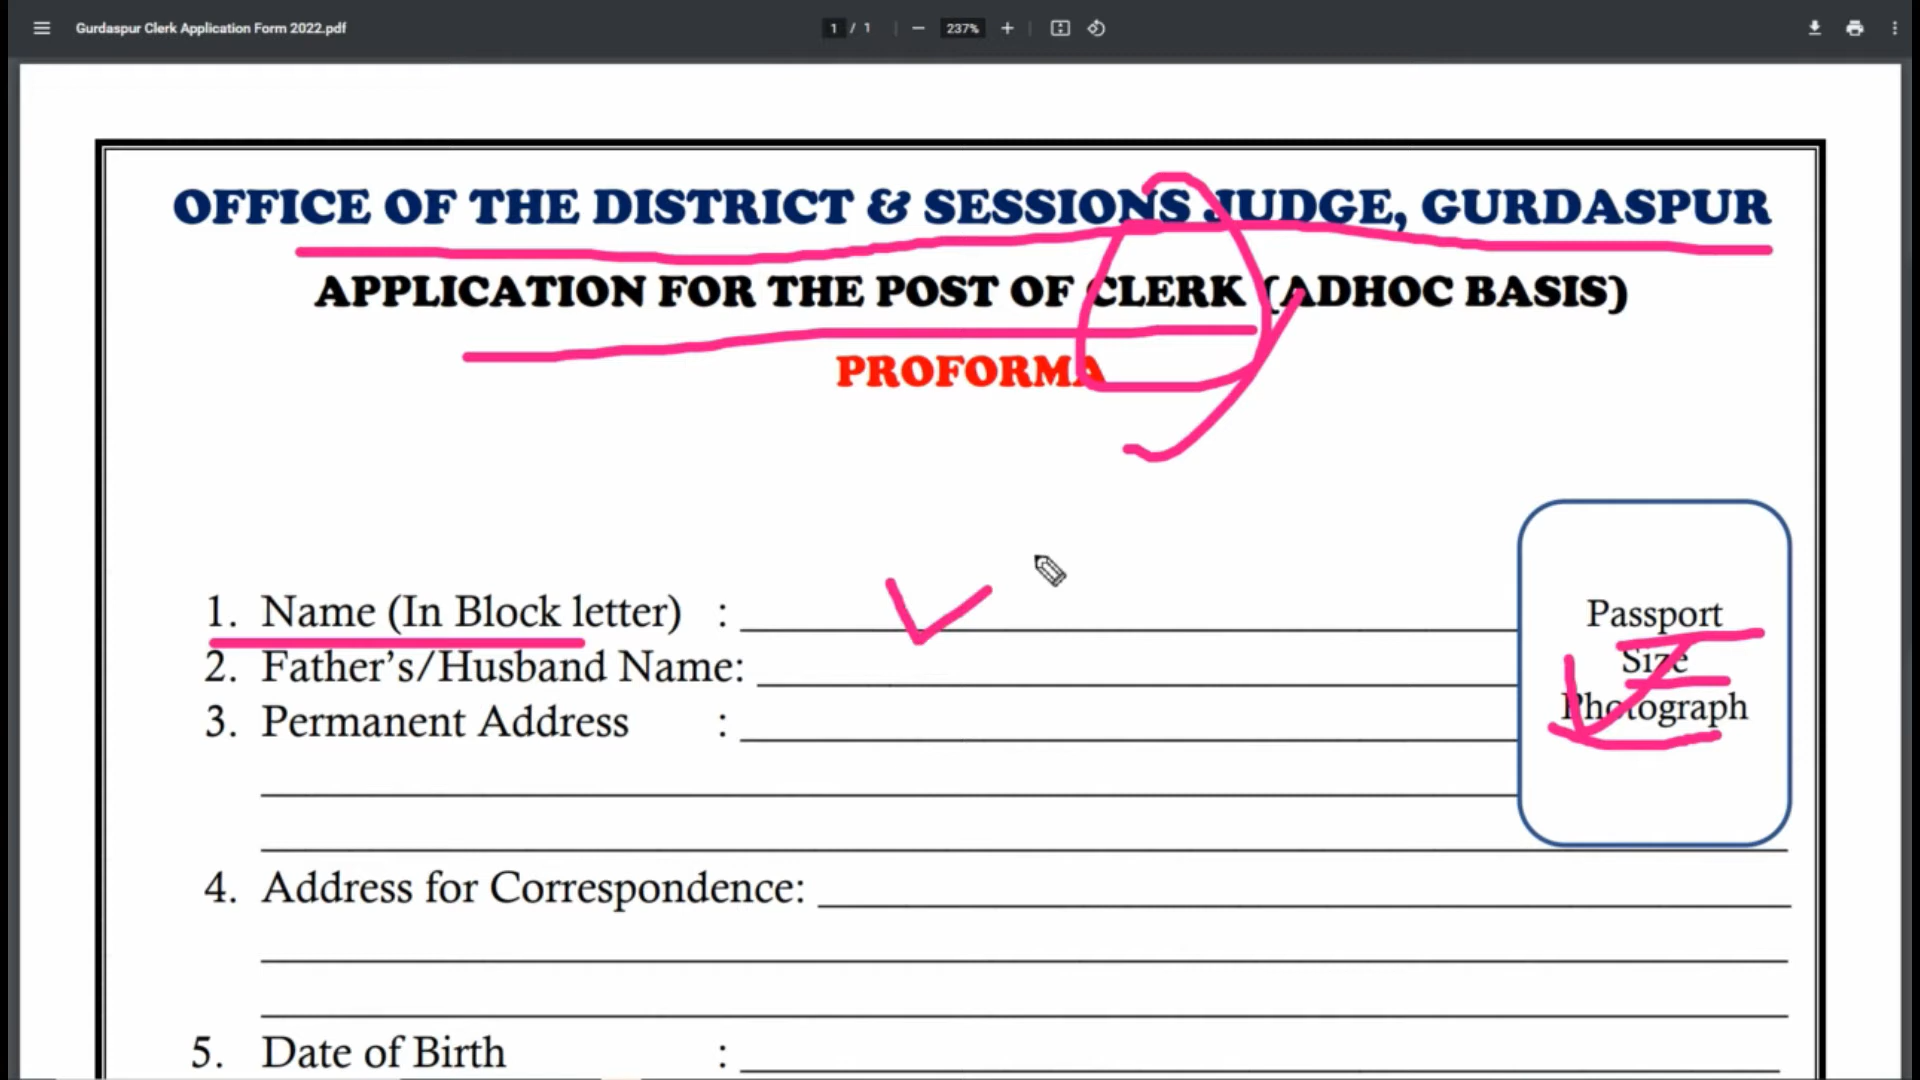 Gurdaspur Clerk Application Form 2022.pdf
1 / 1
237%
OFFICE OF THE DISTRICT & SESSIONS JUDGE, GURDASPUR
APPLICATION FOR THE POST OF CLERK (ADHOC BASIS)
PROFORMA
1. Name (In Block letter) :
2. Father's/Husband Name:
3. Permanent Address :
Passport
Size
Photograph
4. Address for Correspondence:
5. Date of Birth :